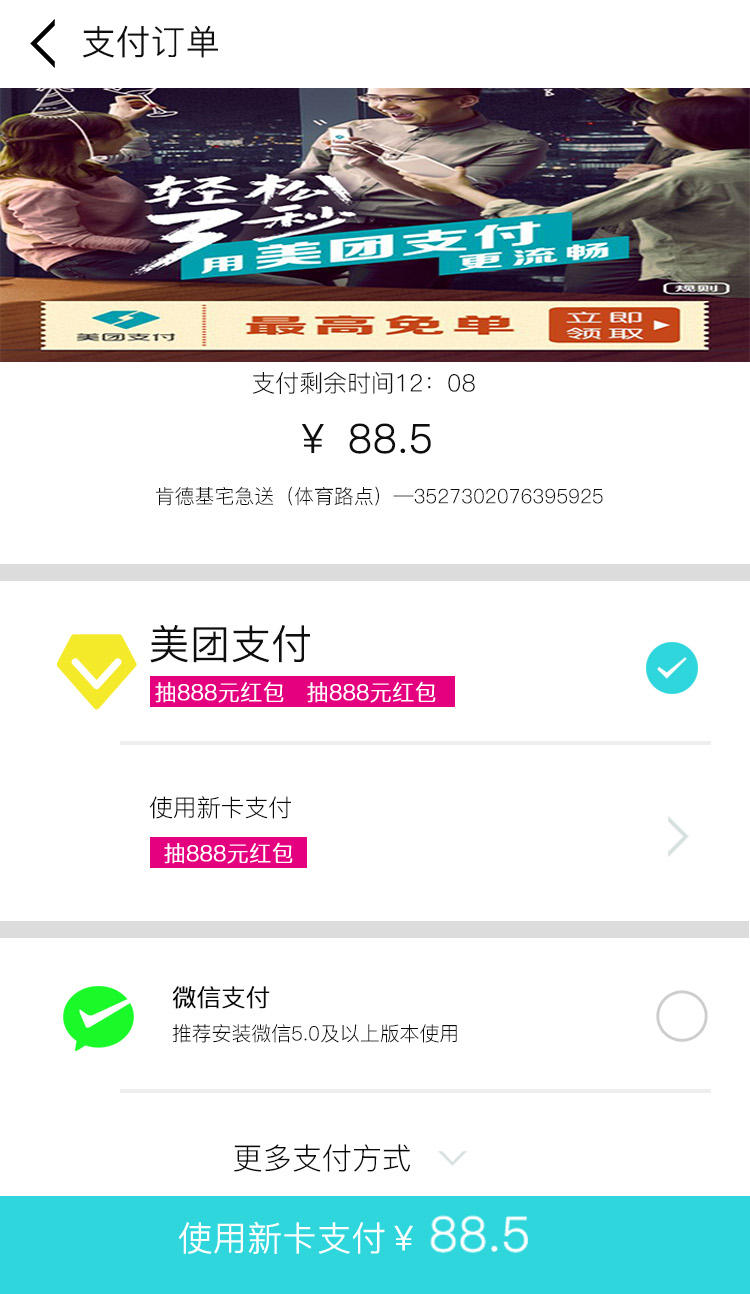 支付订单
轻松
3秒
用美团支付
更流畅
规则
美团支付
最高免单
立即
领取
支付剩余时间12：08
￥ 88.5
肯德基宅急送（体育路点）—3527302076395925
美团支付
抽888元红包 抽888元红包
使用新卡支付
抽888元红包
微信支付
推荐安装微信5.0及以上版本使用
更多支付方式
使用新卡支付￥ 88.5